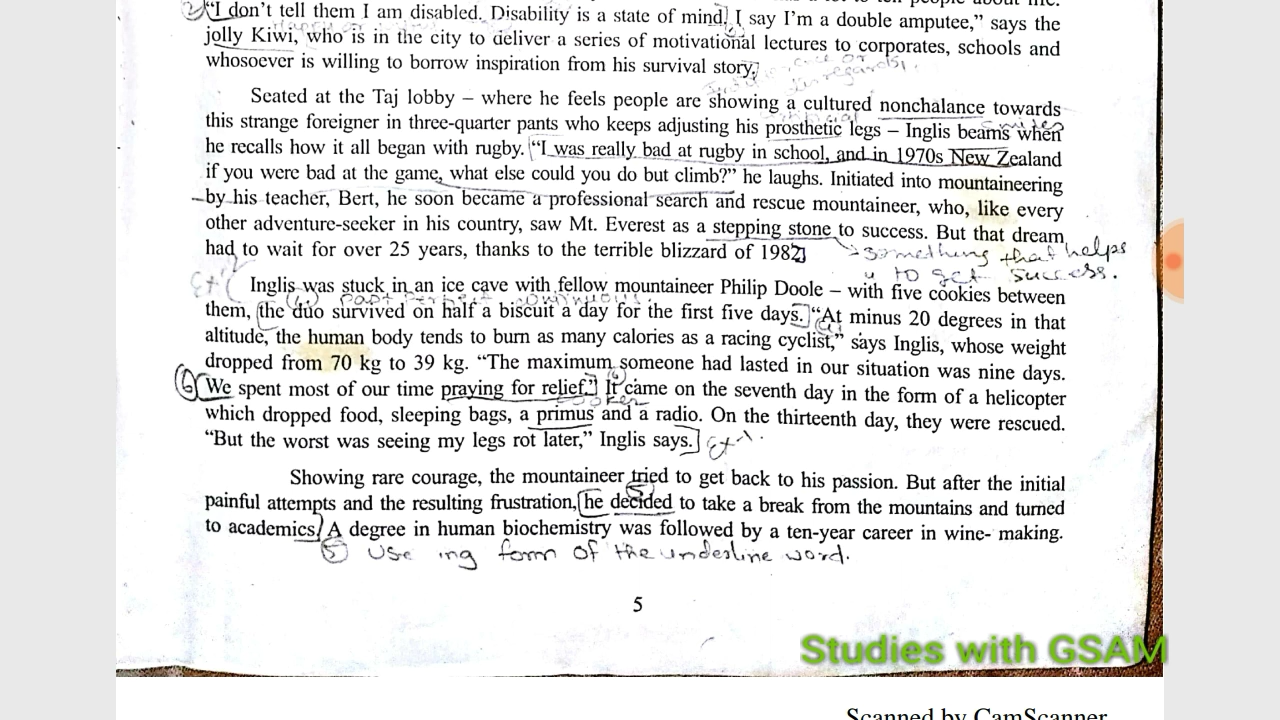 "I don't tell them I am disabled. Disability is a state of mind. I say I'm a double amputee," says the
jolly Kiwi, who is in the city to deliver a series of motivational lectures to corporates, schools and
whosoever is willing to borrow inspiration from his survival story.
Seated at the Taj lobby – where he feels people are showing a cultured nonchalance towards
this strange foreigner in three-quarter pants who keeps adjusting his prosthetic legs – Inglis beams when
he recalls how it all began with rugby. "I was really bad at rugby in school, and in 1970s New Zealand
if you were bad at the game, what else could you do but climb?" he laughs. Initiated into mountaineering
by his teacher, Bert, he soon became a professional search and rescue mountaineer, who, like every
other adventure-seeker in his country, saw Mt. Everest as a stepping stone to success. But that dream
had to wait for over 25 years, thanks to the terrible blizzard of 1982.
something that helps
to get success.
Inglis was stuck in an ice cave with fellow mountaineer Philip Doole – with five cookies between
past perfect continuous
them, the duo survived on half a biscuit a day for the first five days. "At minus 20 degrees in that
altitude, the human body tends to burn as many calories as a racing cyclist," says Inglis, whose weight
dropped from 70 kg to 39 kg. "The maximum someone had lasted in our situation was nine days.
(6) We spent most of our time praying for relief." It came on the seventh day in the form of a helicopter
which dropped food, sleeping bags, a primus and a radio. On the thirteenth day, they were rescued.
"But the worst was seeing my legs rot later," Inglis says.
Showing rare courage, the mountaineer tried to get back to his passion. But after the initial
painful attempts and the resulting frustration, he decided to take a break from the mountains and turned
to academics. A degree in human biochemistry was followed by a ten-year career in wine- making.
(5) Use ing form of the underline word.
5
Studies with GSAM
Scanned by CamScanner